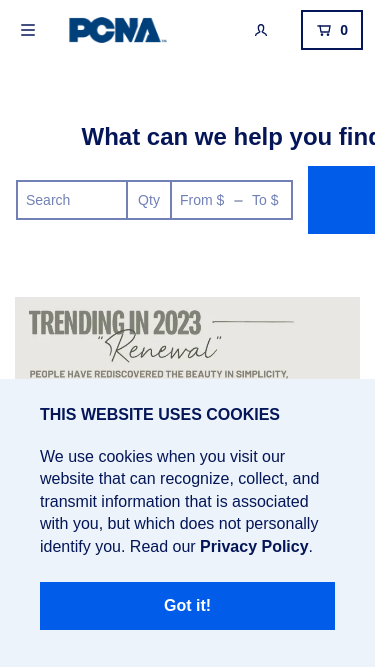 PCNA
0
What can we help you find
Search
Qty
From $ – To $
TRENDING IN 2023
"Renewal"
PEOPLE HAVE REDISCOVERED THE BEAUTY IN SIMPLICITY,
THIS WEBSITE USES COOKIES
We use cookies when you visit our
website that can recognize, collect, and
transmit information that is associated
with you, but which does not personally
identify you. Read our Privacy Policy.
Got it!